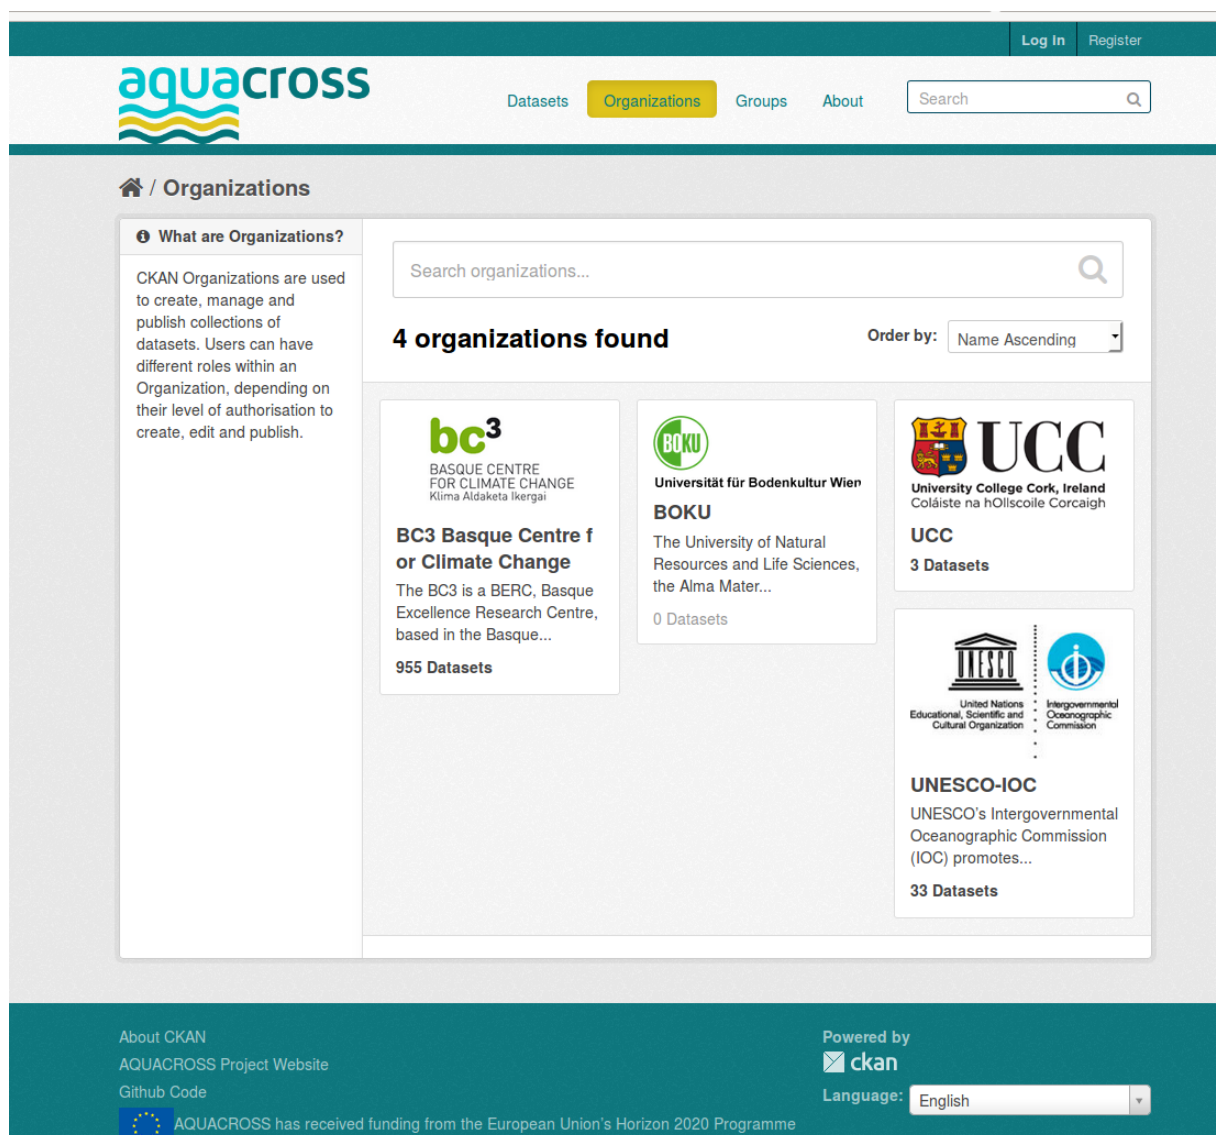 Log In Register
aquacross
Datasets Organizations Groups About Search
/ Organizations
What are Organizations?
CKAN Organizations are used
to create, manage and
publish collections of
datasets. Users can have
different roles within an
Organization, depending on
their level of authorisation to
create, edit and publish.
Search organizations...
4 organizations found
Order by: Name Ascending
bc3
BASQUE CENTRE
FOR CLIMATE CHANGE
Klima Aldaketa Ikergai
BC3 Basque Centre f
or Climate Change
The BC3 is a BERC, Basque
Excellence Research Centre,
based in the Basque...
955 Datasets
BOKU
Universität für Bodenkultur Wien
BOKU
The University of Natural
Resources and Life Sciences,
the Alma Mater...
0 Datasets
UCC
University College Cork, Ireland
Coláiste na hOllscoile Corcaigh
UCC
3 Datasets
UNESCO
United Nations
Educational, Scientific and
Cultural Organization
Intergovernmental
Oceanographic
Commission
UNESCO-IOC
UNESCO's Intergovernmental
Oceanographic Commission
(IOC) promotes...
33 Datasets
About CKAN
AQUACROSS Project Website
Github Code
AQUACROSS has received funding from the European Union's Horizon 2020 Programme
Powered by
ckan
Language: English